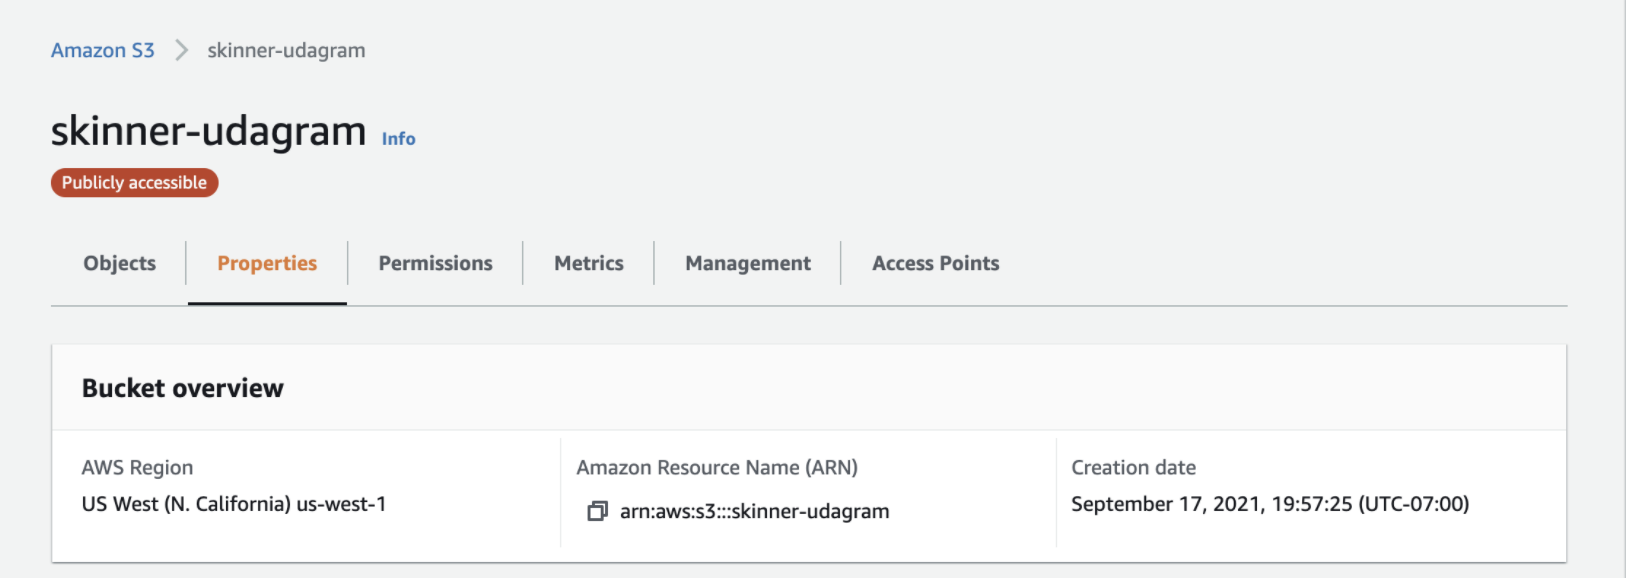 Amazon S3 skinner-udagram
skinner-udagram Info
Publicly accessible
Objects Properties Permissions Metrics Management Access Points
Bucket overview
AWS Region
US West (N. California) us-west-1
Amazon Resource Name (ARN)
arn:aws:s3:::skinner-udagram
Creation date
September 17, 2021, 19:57:25 (UTC-07:00)